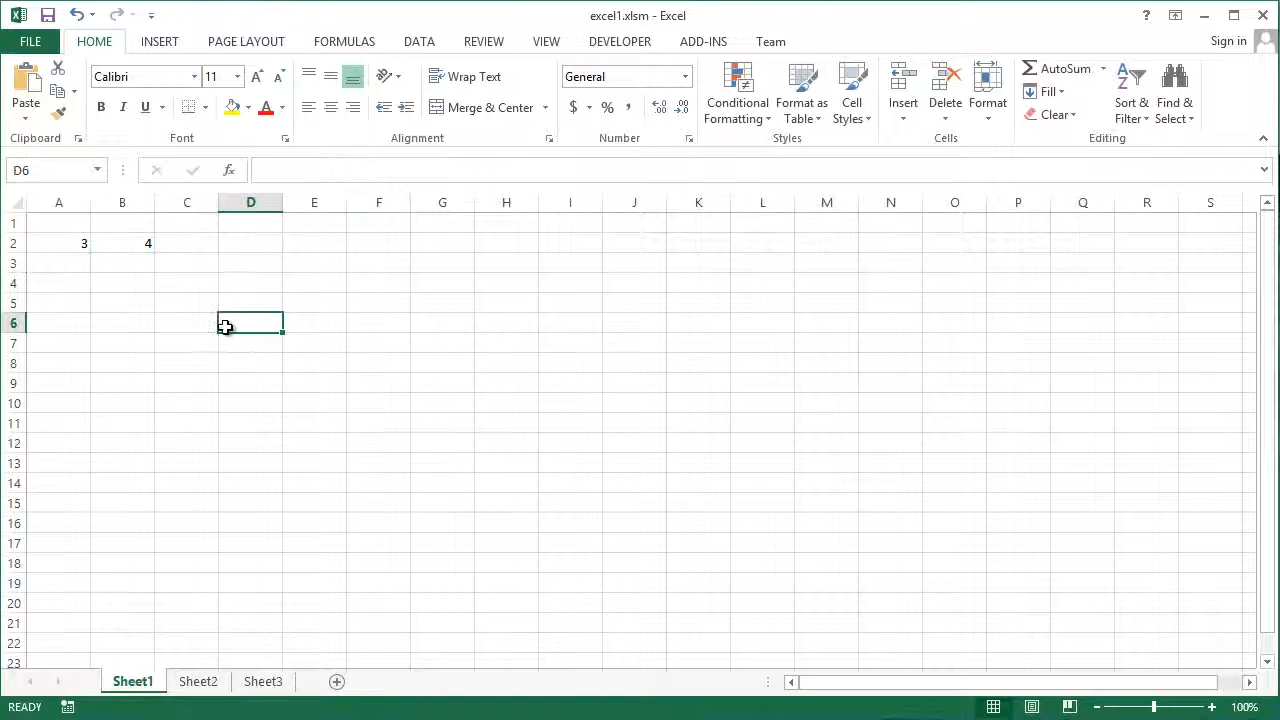 excel1.xlsm - Excel
?
FILE HOME INSERT PAGE LAYOUT FORMULAS DATA REVIEW VIEW DEVELOPER ADD-INS Team Sign in
Calibri 11 Wrap Text General AutoSum
Paste Conditional Formatting Format as Table Cell Styles Insert Delete Format Fill Sort & Filter Find & Select
B I U A Merge & Center $ % , Clear
Clipboard Font Alignment Number Styles Cells Editing
D6 fx
A B C D E F G H I J K L M N O P Q R S
1
2 3 4
3
4
5
6
7
8
9
10
11
12
13
14
15
16
17
18
19
20
21
22
23
Sheet1 Sheet2 Sheet3
READY 100%